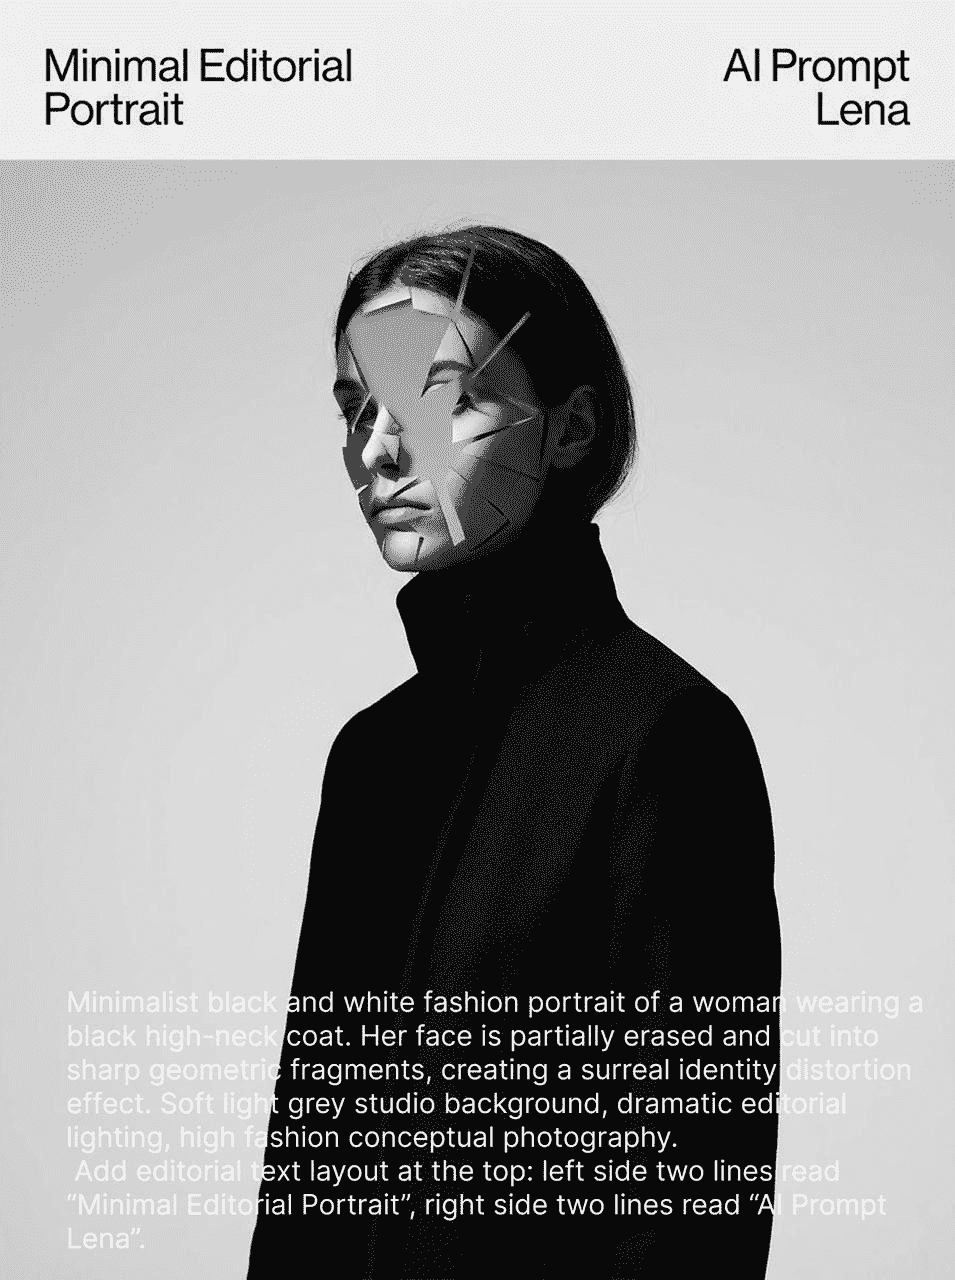 Minimal Editorial
Portrait
AI Prompt
Lena
Minimalist black and white fashion portrait of a woman wearing a
black high-neck coat. Her face is partially erased and cut into
sharp geometric fragments, creating a surreal identity distortion
effect. Soft light grey studio background, dramatic editorial
lighting, high fashion conceptual photography.
Add editorial text layout at the top: left side two lines read
“Minimal Editorial Portrait”, right side two lines read “AI Prompt
Lena”.